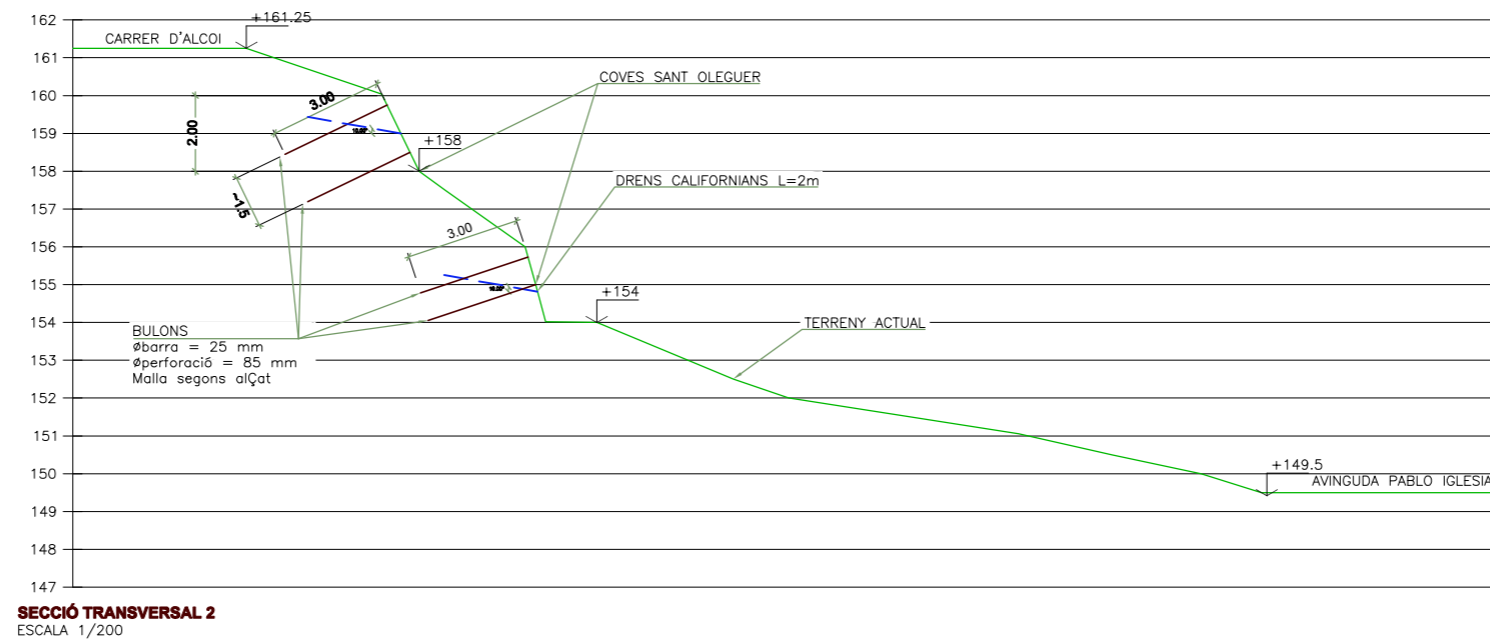 162
+161.25
CARRER D'ALCOI
161
COVES SANT OLEGUER
160
3.00
159
2.00
+158
158
DRENS CALIFORNIANS L=2m
157
~1.5
3.00
156
155
+154
154
BULONS
TERRENY ACTUAL
Øbarra = 25 mm
Øperforació = 85 mm
153
Malla segons alÇat
152
151
+149.5
150
AVINGUDA PABLO IGLESIA
149
148
147
SECCIÓ TRANSVERSAL 2
ESCALA 1/200